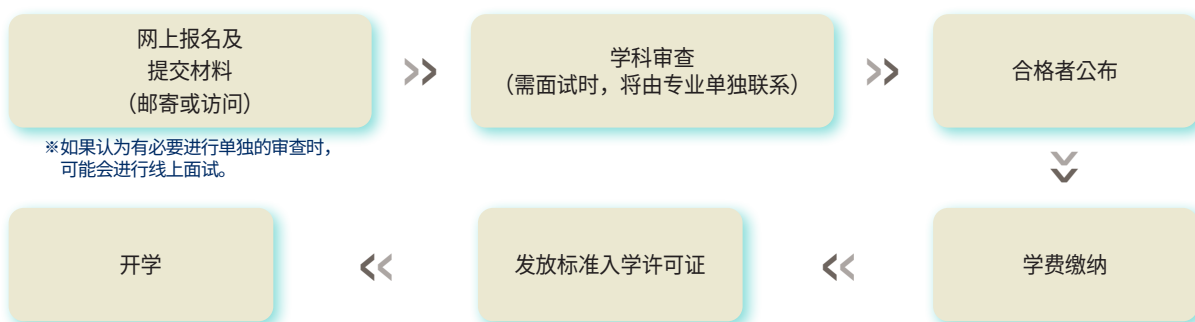 网上报名及
提交材料
（邮寄或访问）
学科审查
（需面试时，将由专业单独联系）
合格者公布
※如果认为有必要进行单独的审查时，
可能会进行线上面试。
开学
发放标准入学许可证
学费缴纳